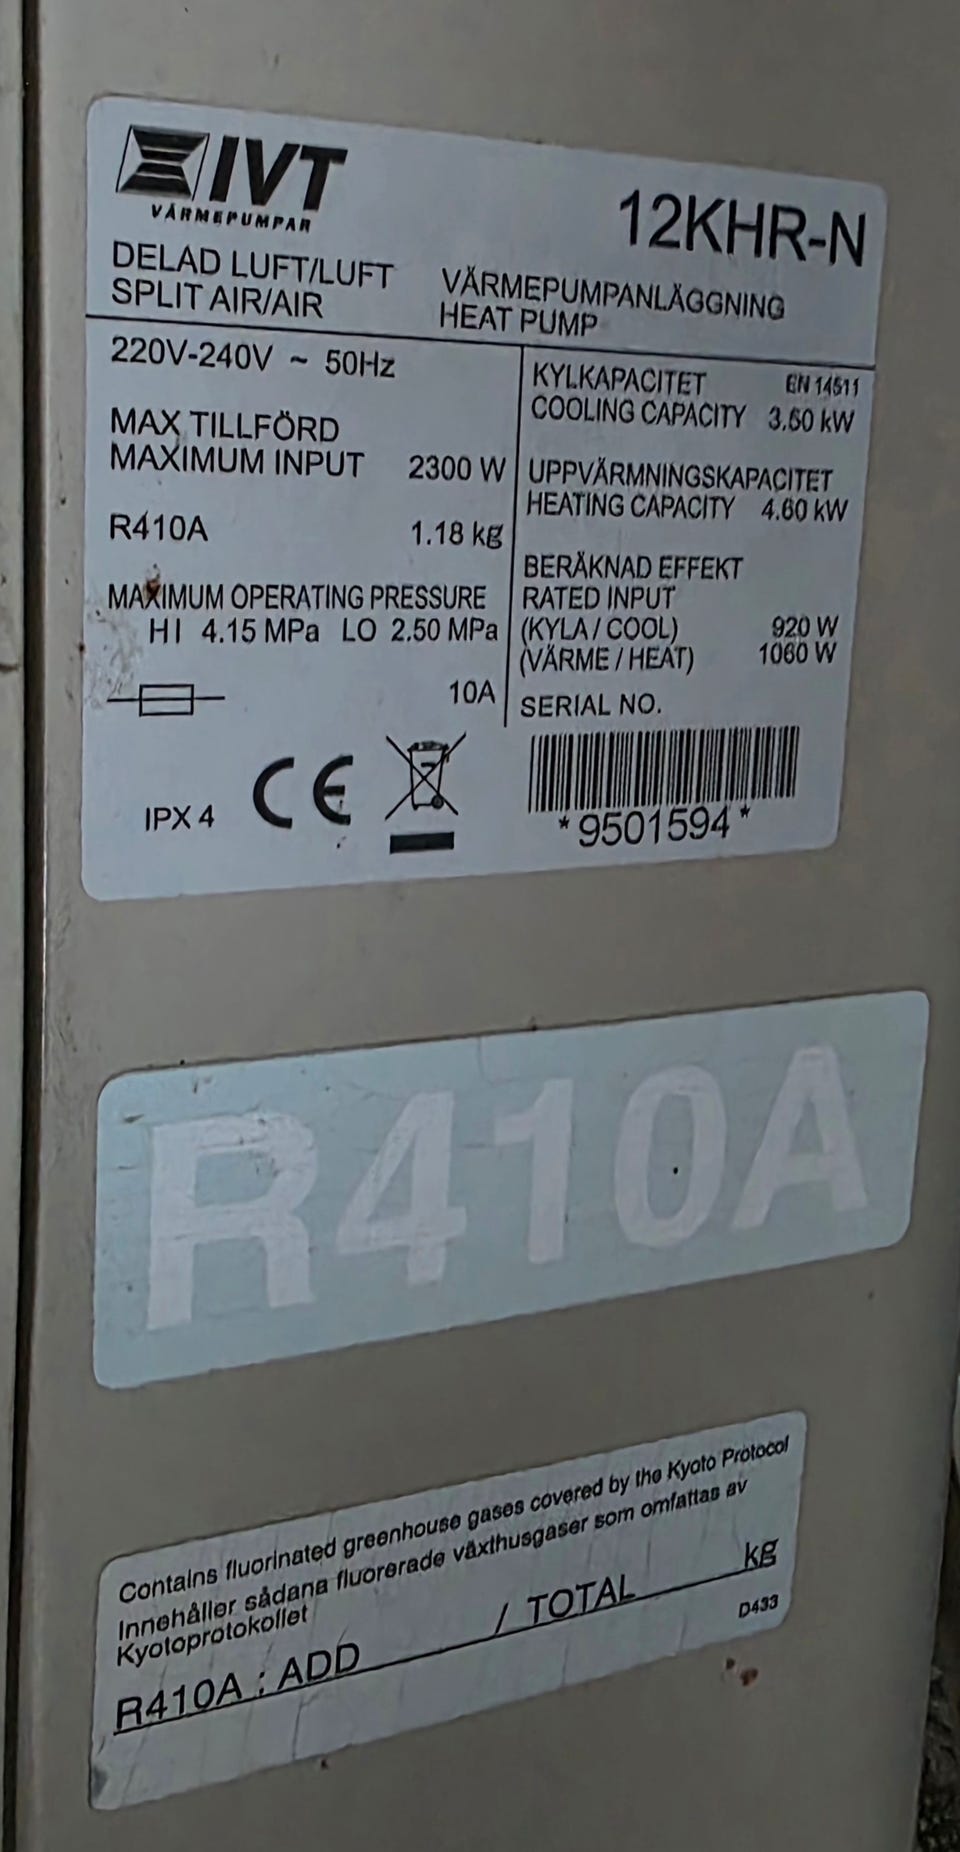 IVT
VÄRMEPUMPAR
12KHR-N
DELAD LUFT/LUFT VÄRMEPUMPANLÄGGNING
SPLIT AIR/AIR HEAT PUMP
220V-240V ~ 50Hz
MAX TILLFÖRD
MAXIMUM INPUT 2300 W
R410A 1.18 kg
MAXIMUM OPERATING PRESSURE
HI 4.15 MPa LO 2.50 MPa
10A
IPX 4 CE
KYLKAPACITET EN 14511
COOLING CAPACITY 3.60 kW
UPPVÄRMNINGSKAPACITET
HEATING CAPACITY 4.60 kW
BERÄKNAD EFFEKT
RATED INPUT
(KYLA / COOL) 920 W
(VÄRME / HEAT) 1060 W
SERIAL NO.
*9501594*
R410A
Contains fluorinated greenhouse gases covered by the Kyoto Protocol
Innehåller sådana fluorerade växthusgaser som omfattas av
Kyotoprotokollet
R410A : ADD / TOTAL kg
D433